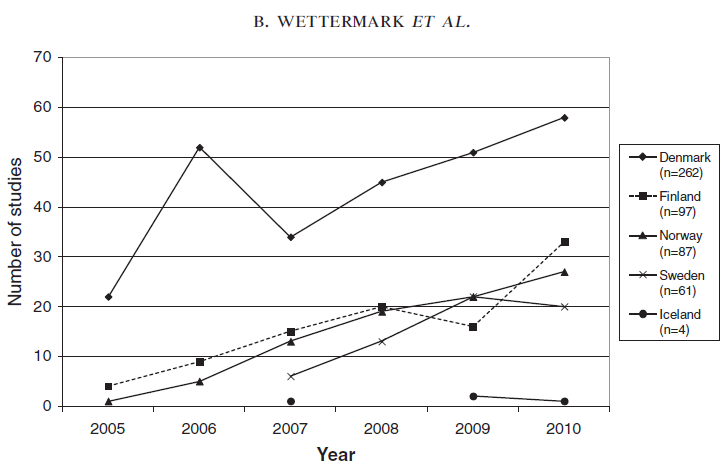 B. WETTERMARK ET AL.
70
60
50
40
30
20
10
0
Number of studies
2005 2006 2007 2008 2009 2010
Year
Denmark
(n=262)
Finland
(n=97)
Norway
(n=87)
Sweden
(n=61)
Iceland
(n=4)